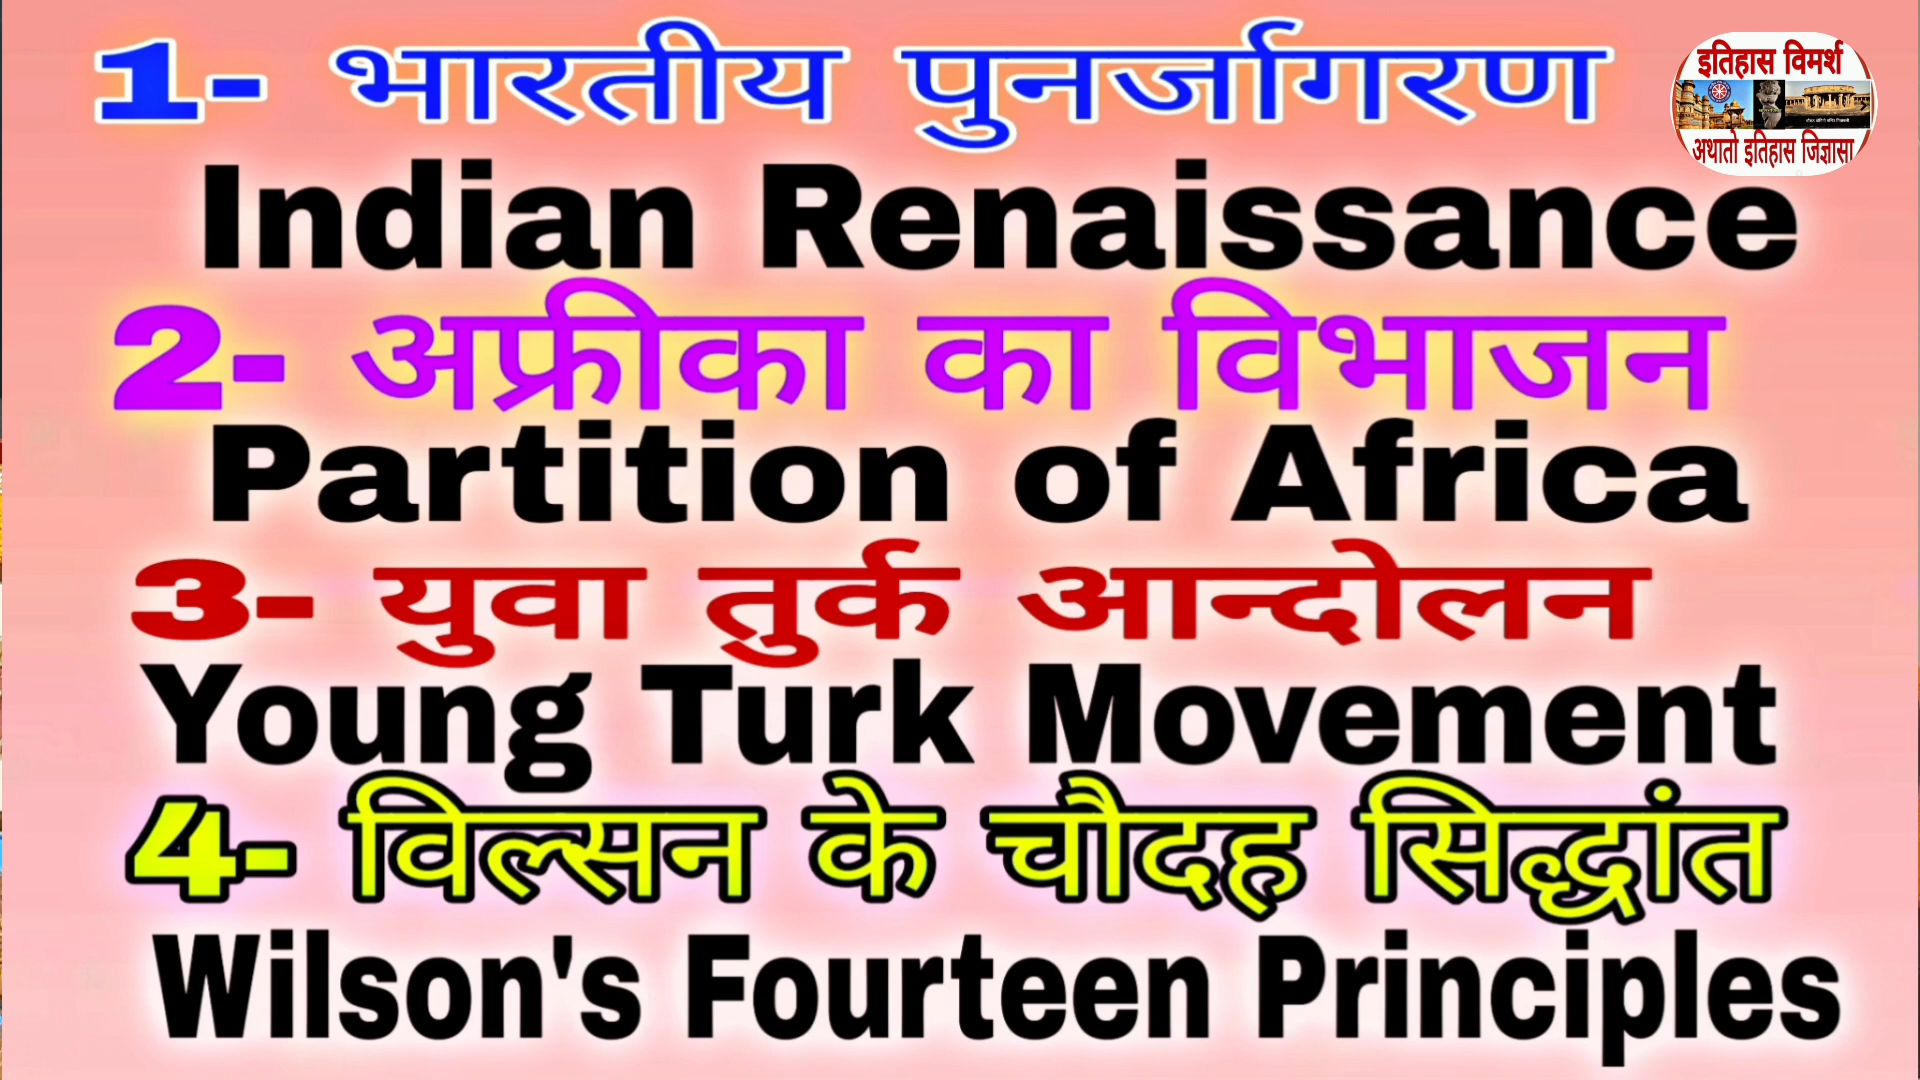 1- भारतीय पुनर्जागरण
इतिहास विमर्श
अथातो इतिहास जिज्ञासा
Indian Renaissance
2- अफ्रीका का विभाजन
Partition of Africa
3- युवा तुर्क आन्दोलन
Young Turk Movement
4- विल्सन के चौदह सिद्धांत
Wilson's Fourteen Principles